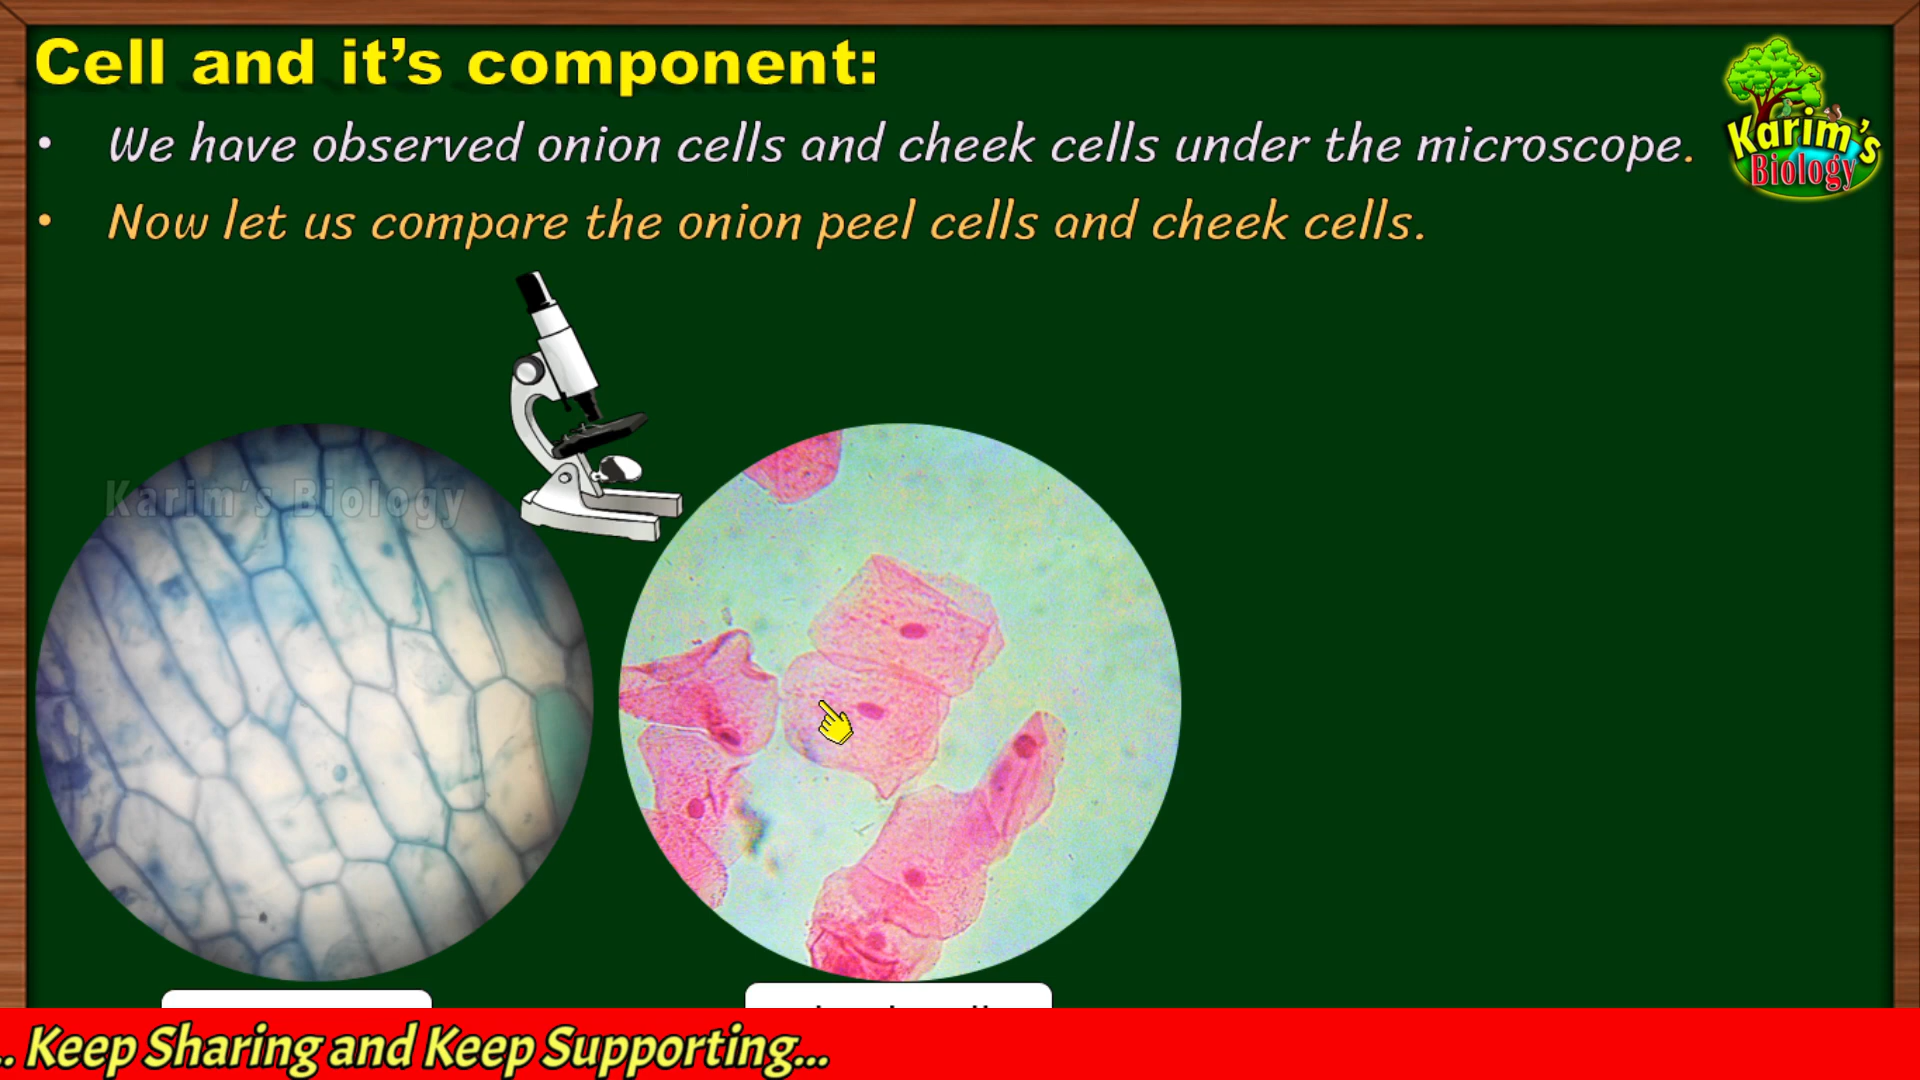 Cell and it’s component:
• We have observed onion cells and cheek cells under the microscope.
• Now let us compare the onion peel cells and cheek cells.
Karim's
Biology
Karim's Biology
.. Keep Sharing and Keep Supporting...